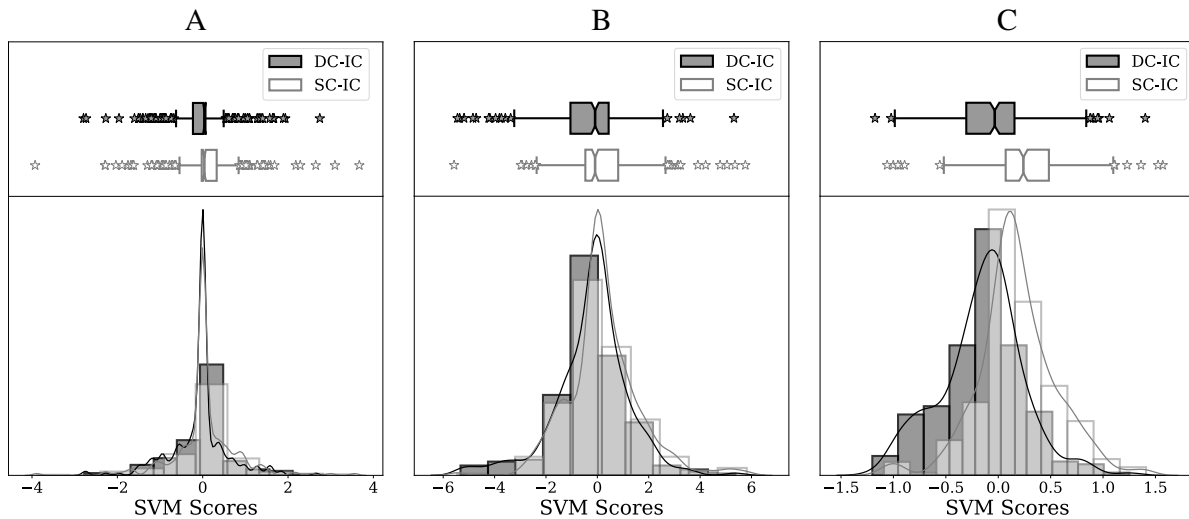 A B C
DC-IC DC-IC DC-IC
SC-IC SC-IC SC-IC
−4 −2 0 2 4 −6 −4 −2 0 2 4 6 −1.5 −1.0 −0.5 0.0 0.5 1.0 1.5
SVM Scores SVM Scores SVM Scores